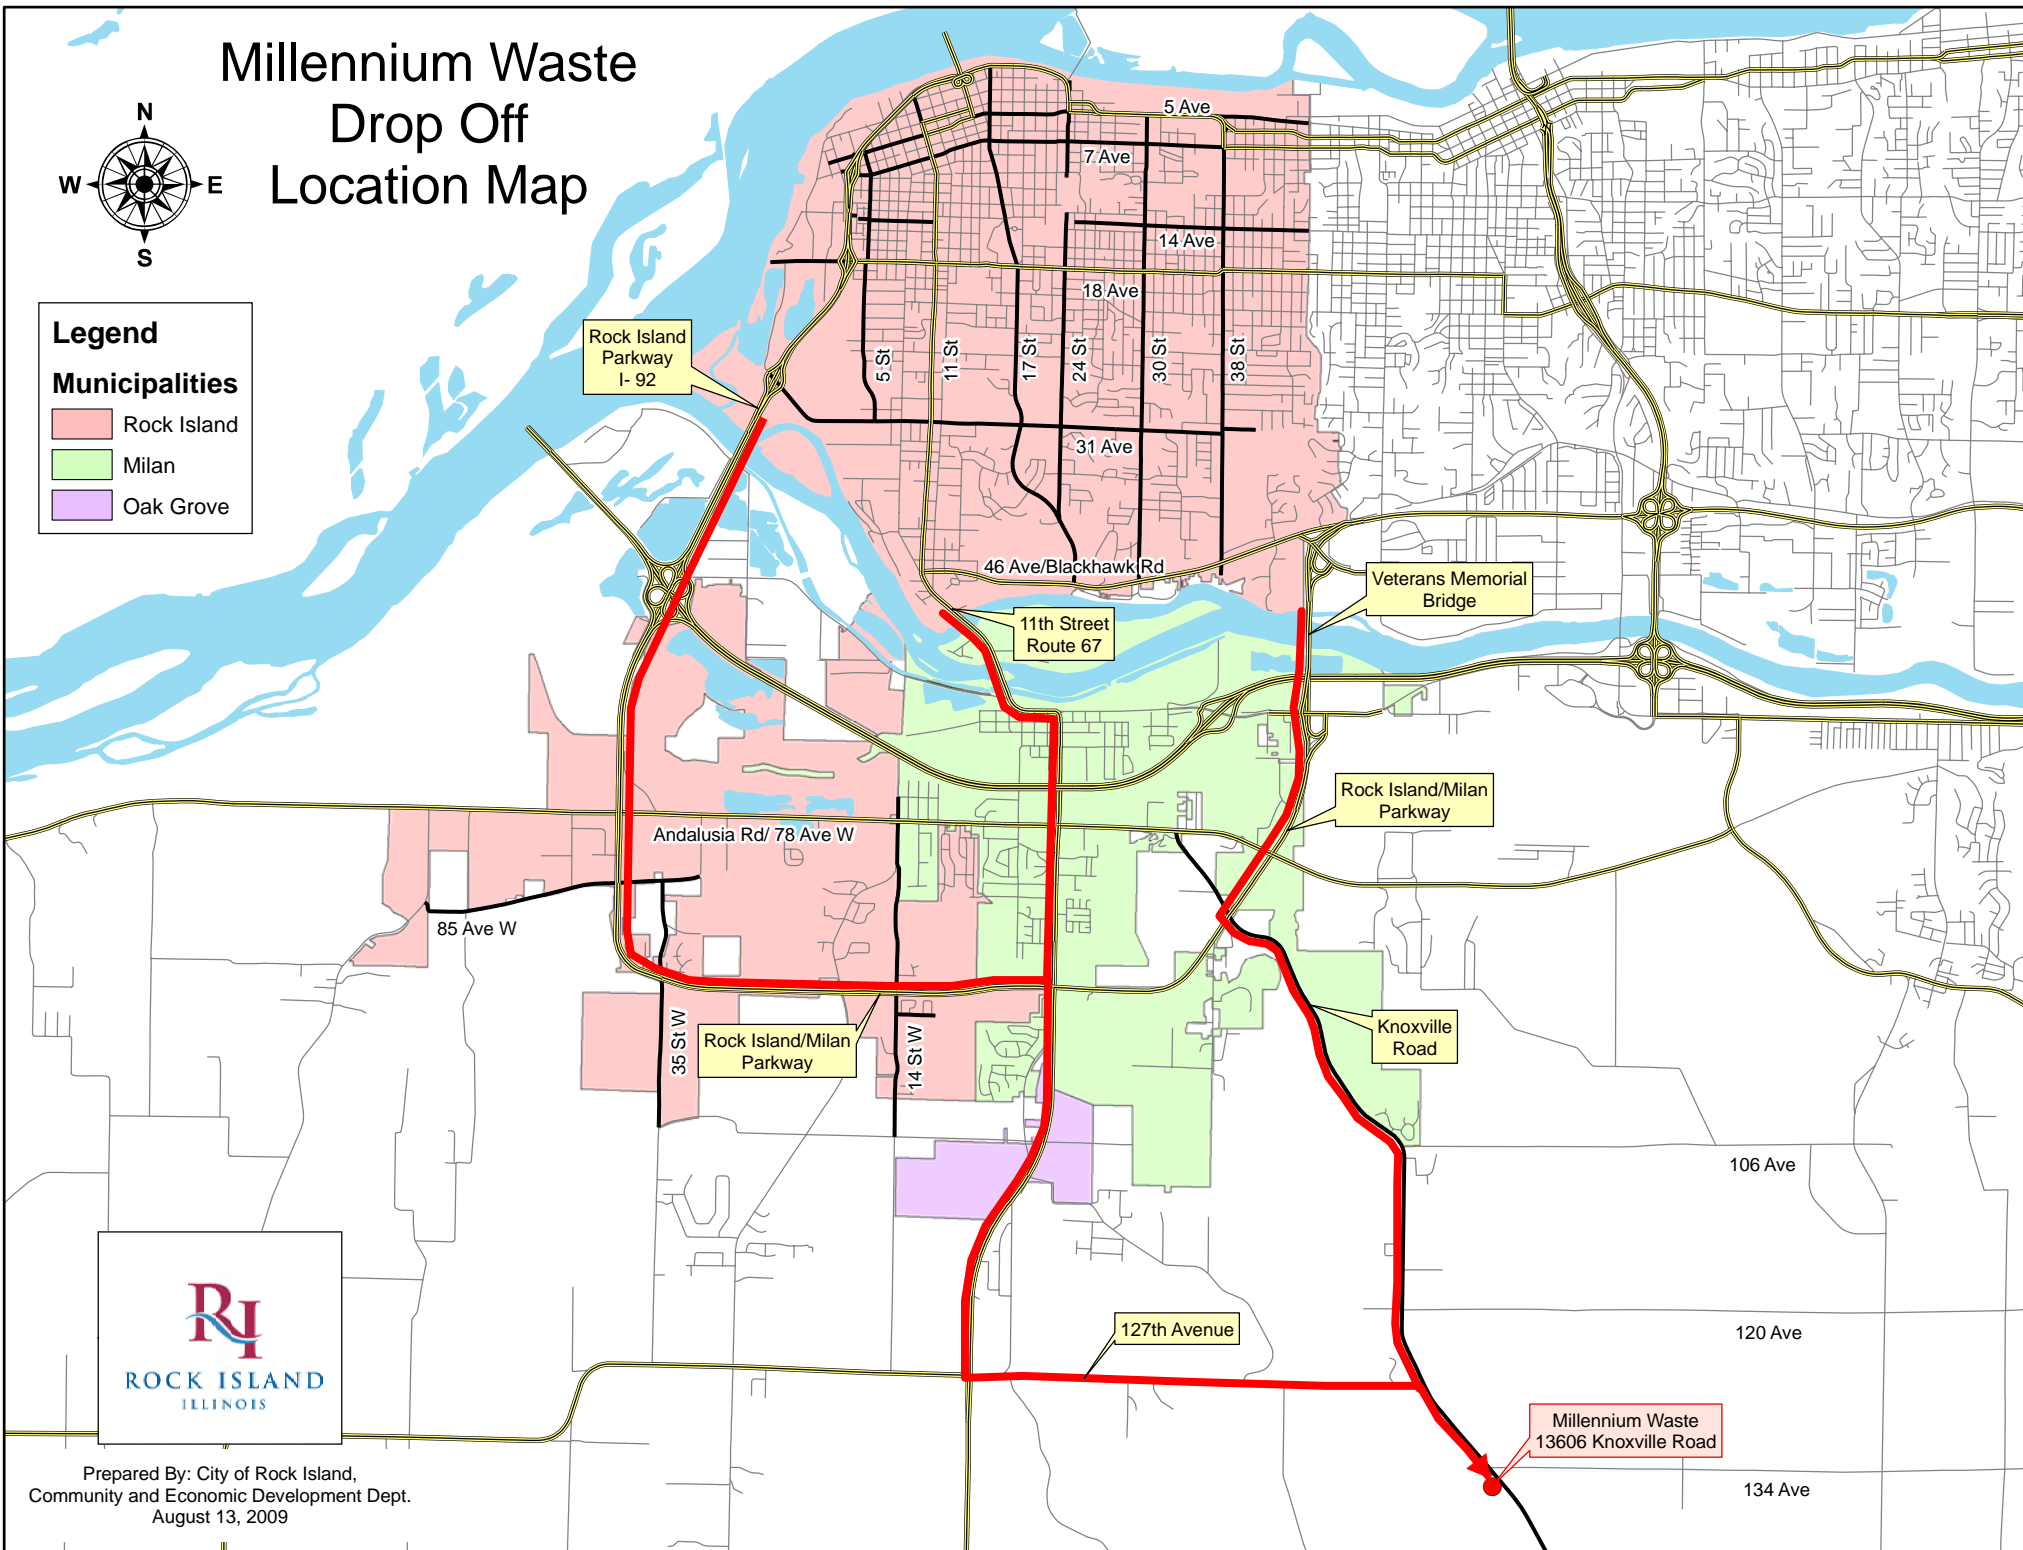 Millennium Waste
Drop Off
Location Map
N
W
E
S
Legend
Municipalities
Rock Island
Milan
Oak Grove
5 Ave
7 Ave
14 Ave
18 Ave
Rock Island
Parkway
I- 92
5 St
11 St
17 St
24 St
30 St
38 St
31 Ave
46 Ave/Blackhawk Rd
Veterans Memorial
Bridge
11th Street
Route 67
Rock Island/Milan
Parkway
Andalusia Rd/ 78 Ave W
85 Ave W
35 St W
Rock Island/Milan
Parkway
14 St W
Knoxville
Road
106 Ave
127th Avenue
120 Ave
Millennium Waste
13606 Knoxville Road
134 Ave
RI
ROCK ISLAND
ILLINOIS
Prepared By: City of Rock Island,
Community and Economic Development Dept.
August 13, 2009